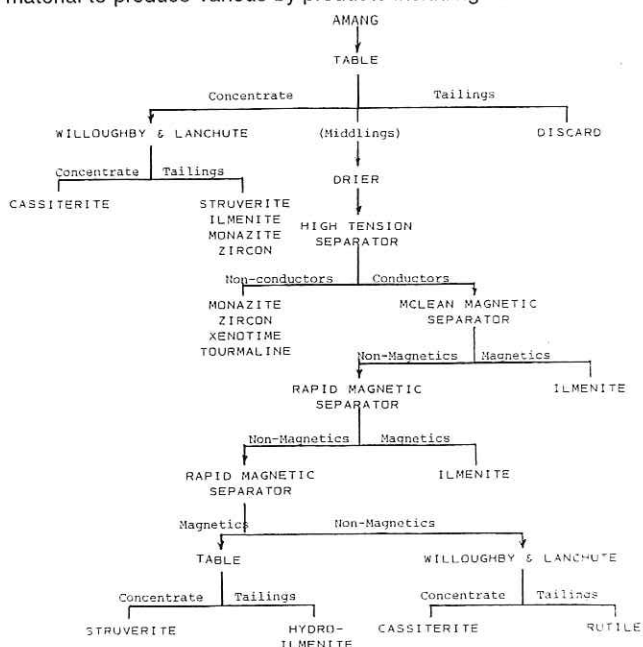 material to produce various by-products including
AMANG
TABLE
Concentrate Tailings
WILLOUGHBY & LANCHUTE (Middlings) DISCARD
Concentrate Tailings
DRIER
CASSITERITE STRUVERITE
ILMENITE
MONAZITE
ZIRCON
HIGH TENSION
SEPARATOR
Non-conductors Conductors
MONAZITE
ZIRCON
XENOTIME
TOURMALINE
MCLEAN MAGNETIC
SEPARATOR
Non-Magnetics Magnetics
RAPID MAGNETIC
SEPARATOR
ILMENITE
Non-Magnetics Magnetics
RAPID MAGNETIC
SEPARATOR
ILMENITE
Magnetics Non-Magnetics
TABLE WILLOUGHBY & LANCHUTE
Concentrate Tailings Concentrate Tailings
STRUVERITE HYDRO-
ILMENITE
CASSITERITE RUTILE